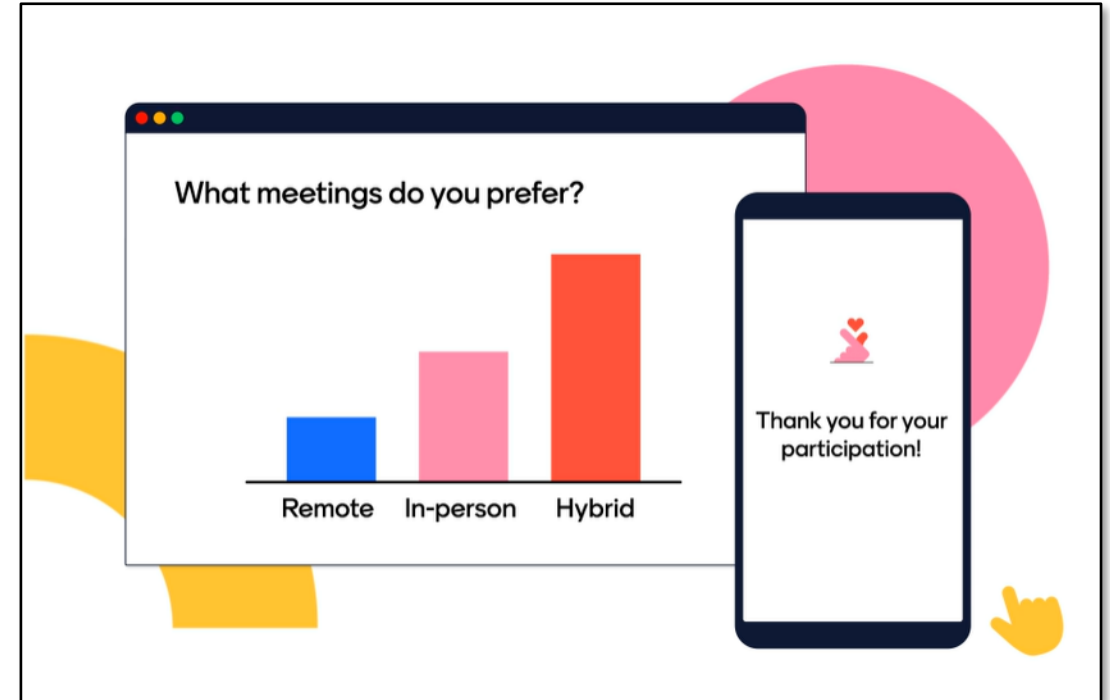 What meetings do you prefer?
Remote In-person Hybrid
Thank you for your
participation!